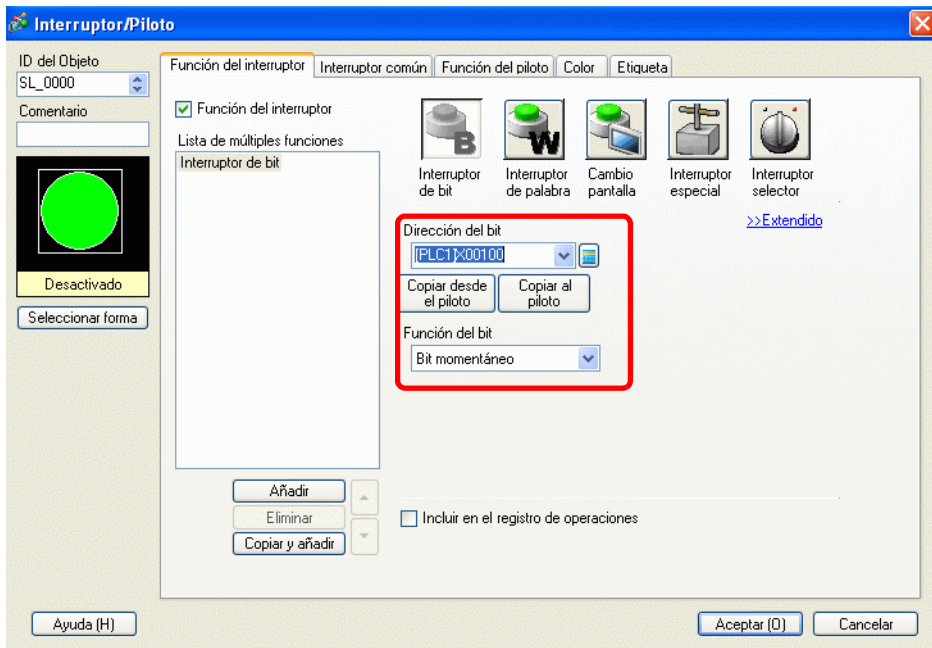 Interruptor/Piloto
ID del Objeto
SL_0000
Comentario
Desactivado
Seleccionar forma
Función del interruptor
Interruptor común
Función del piloto
Color
Etiqueta
Función del interruptor
Lista de múltiples funciones
Interruptor de bit
B
W
Interruptor
de bit
Interruptor
de palabra
Cambio
pantalla
Interruptor
especial
Interruptor
selector
>>Extendido
Dirección del bit
[PLC1]X00100
Copiar desde
el piloto
Copiar al
piloto
Función del bit
Bit momentáneo
Añadir
Eliminar
Copiar y añadir
Incluir en el registro de operaciones
Ayuda (H)
Aceptar (O)
Cancelar